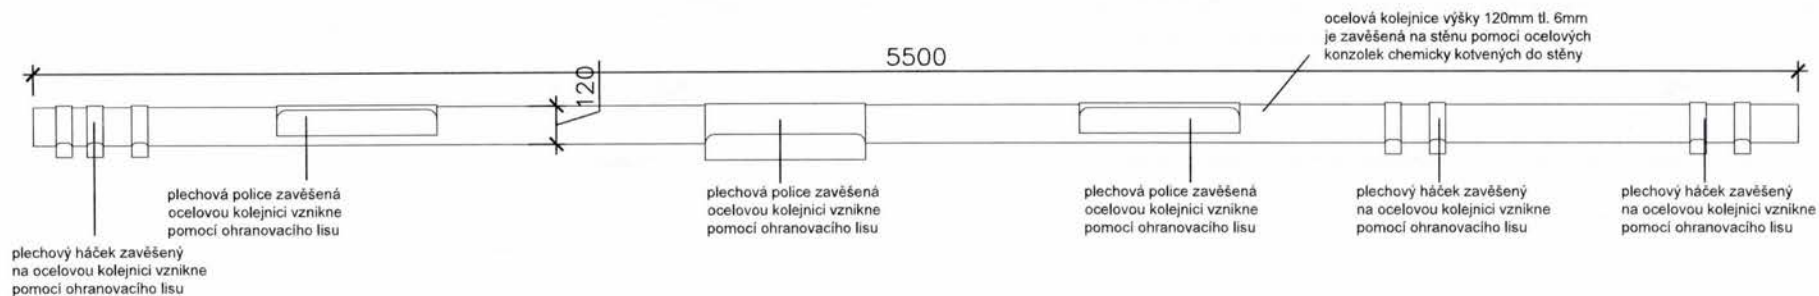 ocelová kolejnice výšky 120mm tl. 6mm
je zavěšená na stěnu pomocí ocelových
konzolek chemicky kotvených do stěny
5500
120
plechová police zavěšená
ocelovou kolejnici vznikne
pomocí ohranovacího lisu
plechová police zavěšená
ocelovou kolejnici vznikne
pomocí ohranovacího lisu
plechová police zavěšená
ocelovou kolejnici vznikne
pomocí ohranovacího lisu
plechový háček zavěšený
na ocelovou kolejnici vznikne
pomocí ohranovacího lisu
plechový háček zavěšený
na ocelovou kolejnici vznikne
pomocí ohranovacího lisu
plechový háček zavěšený
na ocelovou kolejnici vznikne
pomocí ohranovacího lisu